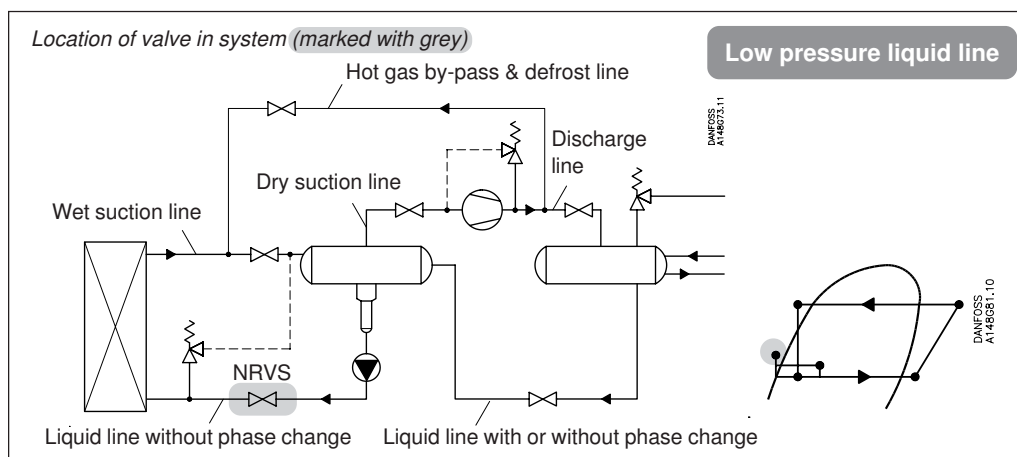 Location of valve in system (marked with grey)
Low pressure liquid line
Hot gas by-pass & defrost line
DANFOSS
A148G73.11
Discharge
line
Dry suction line
Wet suction line
DANFOSS
A148G81.10
NRVS
Liquid line without phase change
Liquid line with or without phase change